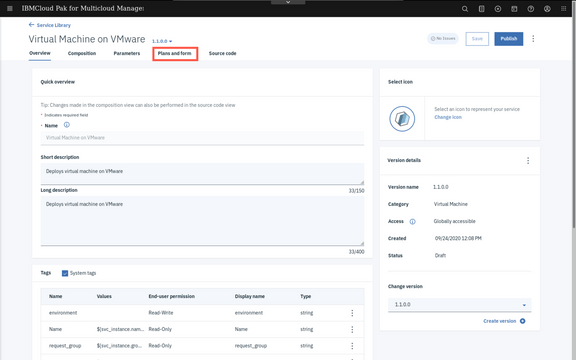 IBMCloud Pak for Multicloud Manage
Service Library
Virtual Machine on VMware
1.1.0.0
No Issues
Save
Publish
Overview
Composition
Parameters
Plans and form
Source code
Quick overview
Tip: Changes made in the composition view can also be performed in the source code view
* Indicates required field
* Name
Virtual Machine on VMware
Short description
Deploys virtual machine on VMware
33/150
Long description
Deploys virtual machine on VMware
33/400
Tags
System tags
Name Values End-user permission Display name Type
environment Read-Write environment string
Name ${svc_instance.nam... Read-Only Name string
request_group ${svc_instance.gro... Read-Only request_group string
Select icon
Select an icon to represent your service
Change icon
Version details
Version name 1.1.0.0
Category Virtual Machine
Access Globally accessible
Created 09/24/2020 12:08 PM
Status Draft
Change version
1.1.0.0
Create version